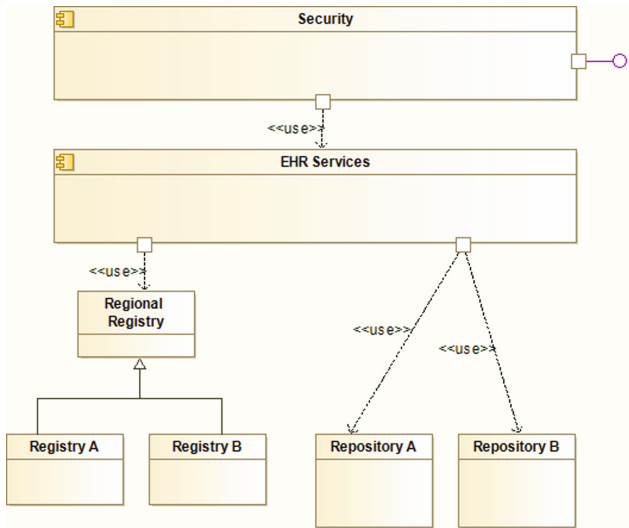 Security
<<use>>
EHR Services
<<use>>
Regional
Registry
<<use>>
<<use>>
Registry A
Registry B
Repository A
Repository B